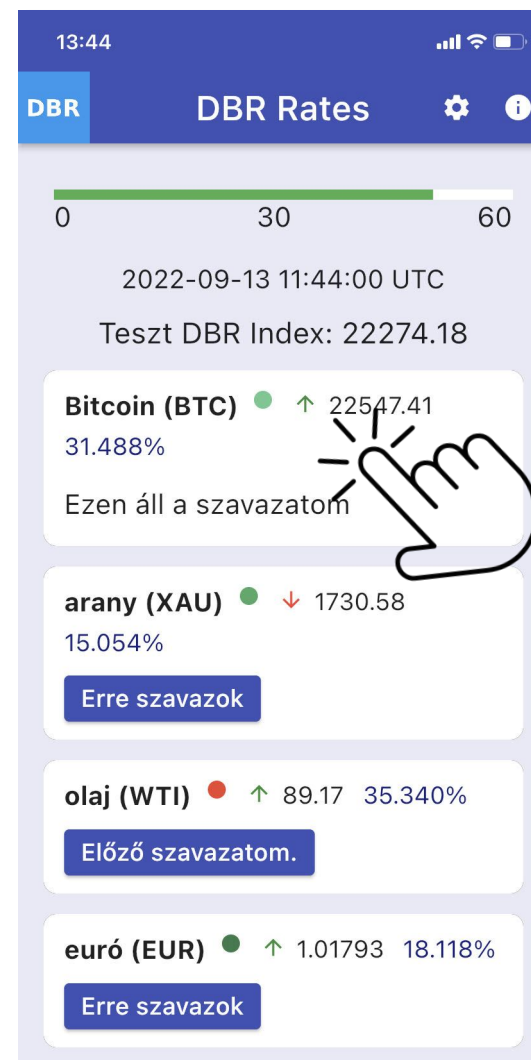 13:44
DBR DBR Rates
0 30 60
2022-09-13 11:44:00 UTC
Teszt DBR Index: 22274.18
Bitcoin (BTC) ↑ 22547.41
31.488%
Ezen áll a szavazatom
arany (XAU) ↓ 1730.58
15.054%
Erre szavazok
olaj (WTI) ↑ 89.17 35.340%
Előző szavazatom.
euró (EUR) ↑ 1.01793 18.118%
Erre szavazok